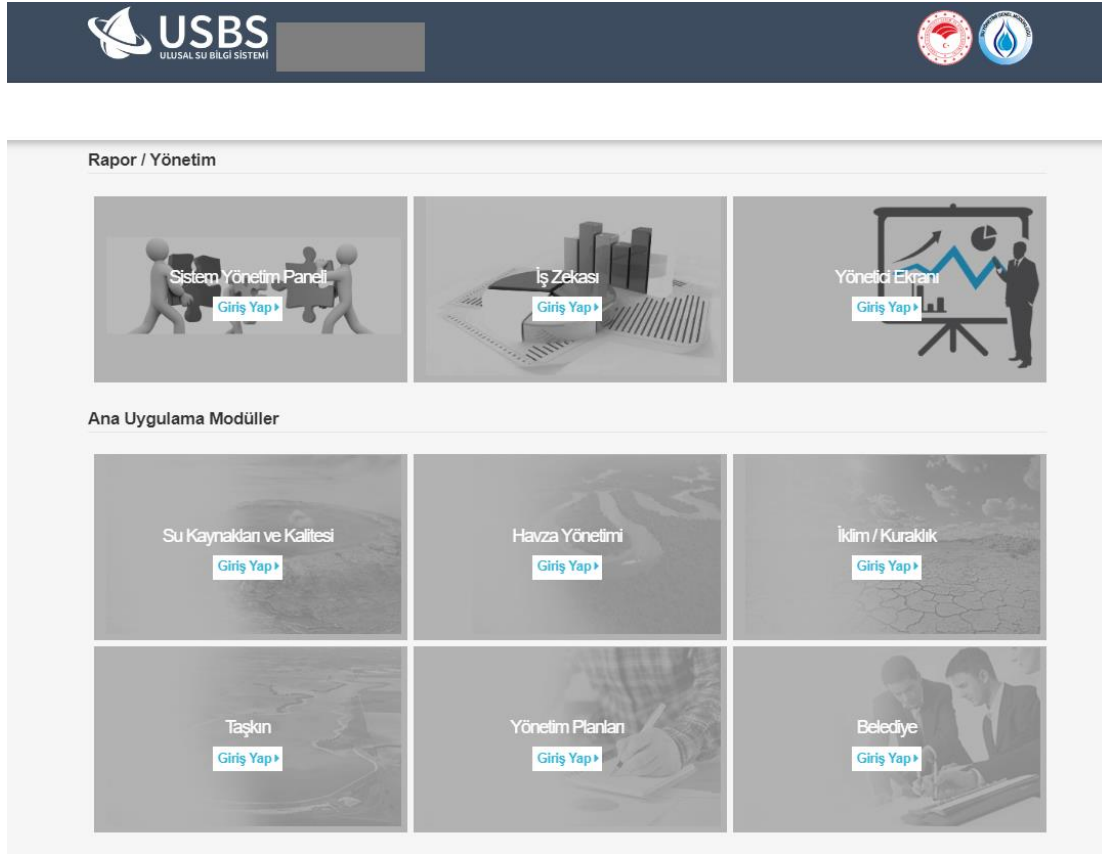 USBS
ULUSAL SU BİLGİ SİSTEMİ
Rapor / Yönetim
Sistem Yönetim Paneli
Giriş Yap
İş Zekası
Giriş Yap
Yönetici Ekranı
Giriş Yap
Ana Uygulama Modüller
Su Kaynakları ve Kalitesi
Giriş Yap
Havza Yönetimi
Giriş Yap
İklim / Kuraklık
Giriş Yap
Taşkın
Giriş Yap
Yönetim Planları
Giriş Yap
Belediye
Giriş Yap